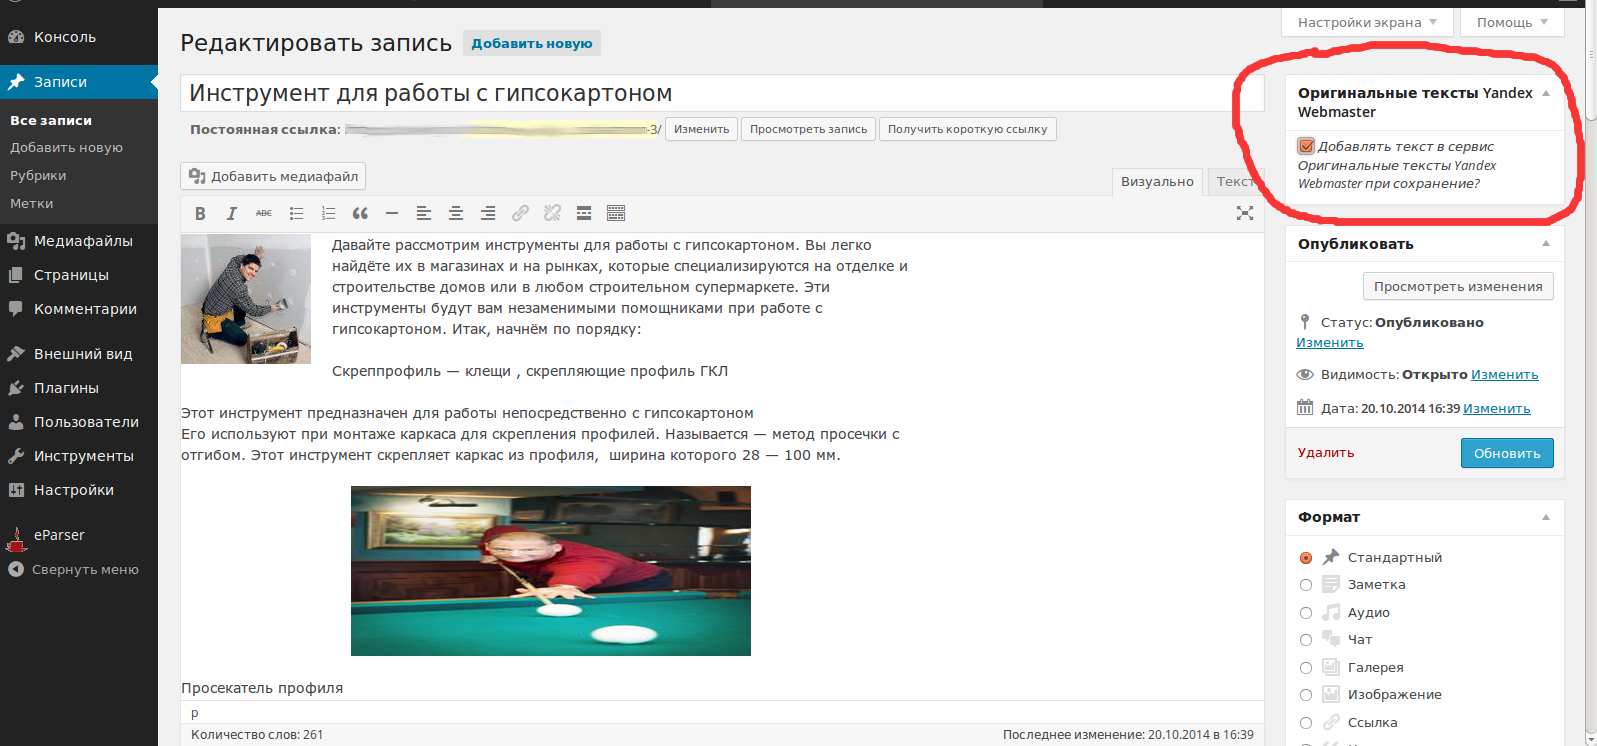 Консоль
Записи
Все записи
Добавить новую
Рубрики
Метки
Медиафайлы
Страницы
Комментарии
Внешний вид
Плагины
Пользователи
Инструменты
Настройки
eParser
Свернуть меню
Настройки экрана
Помощь
Редактировать запись
Добавить новую
Инструмент для работы с гипсокартоном
Постоянная ссылка: -3/ Изменить Просмотреть запись Получить короткую ссылку
Добавить медиафайл
Визуально Текст
B I ABC
Давайте рассмотрим инструменты для работы с гипсокартоном. Вы легко
найдёте их в магазинах и на рынках, которые специализируются на отделке и
строительстве домов или в любом строительном супермаркете. Эти
инструменты будут вам незаменимыми помощниками при работе с
гипсокартоном. Итак, начнём по порядку:
Скреппрофиль — клещи , скрепляющие профиль ГКЛ
Этот инструмент предназначен для работы непосредственно с гипсокартоном
Его используют при монтаже каркаса для скрепления профилей. Называется — метод просечки с
отгибом. Этот инструмент скрепляет каркас из профиля,  ширина которого 28 — 100 мм.
Просекатель профиля
p
Количество слов: 261
Последнее изменение: 20.10.2014 в 16:39
Оригинальные тексты Yandex
Webmaster
Добавлять текст в сервис
Оригинальные тексты Yandex
Webmaster при сохранение?
Опубликовать
Просмотреть изменения
Статус: Опубликовано
Изменить
Видимость: Открыто Изменить
Дата: 20.10.2014 16:39 Изменить
Удалить
Обновить
Формат
Стандартный
Заметка
Аудио
Чат
Галерея
Изображение
Ссылка